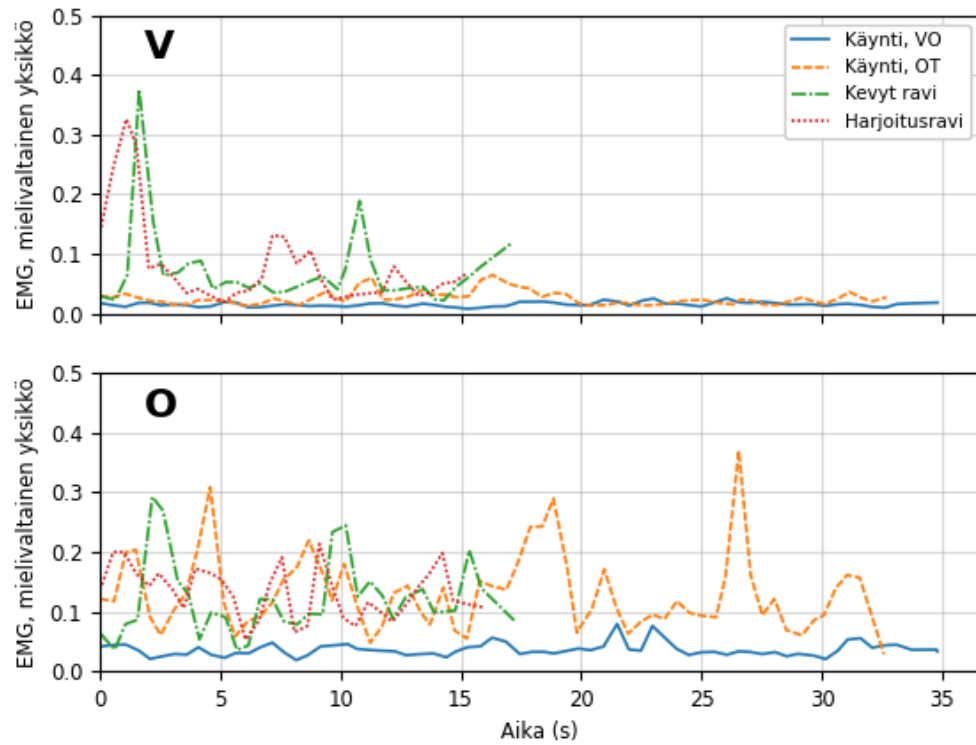 V
Käynti, VO
Käynti, OT
Kevyt ravi
Harjoitusravi
EMG, mielivaltainen yksikkö
0.5
0.4
0.3
0.2
0.1
0.0
O
EMG, mielivaltainen yksikkö
0.5
0.4
0.3
0.2
0.1
0.0
0 5 10 15 20 25 30 35
Aika (s)